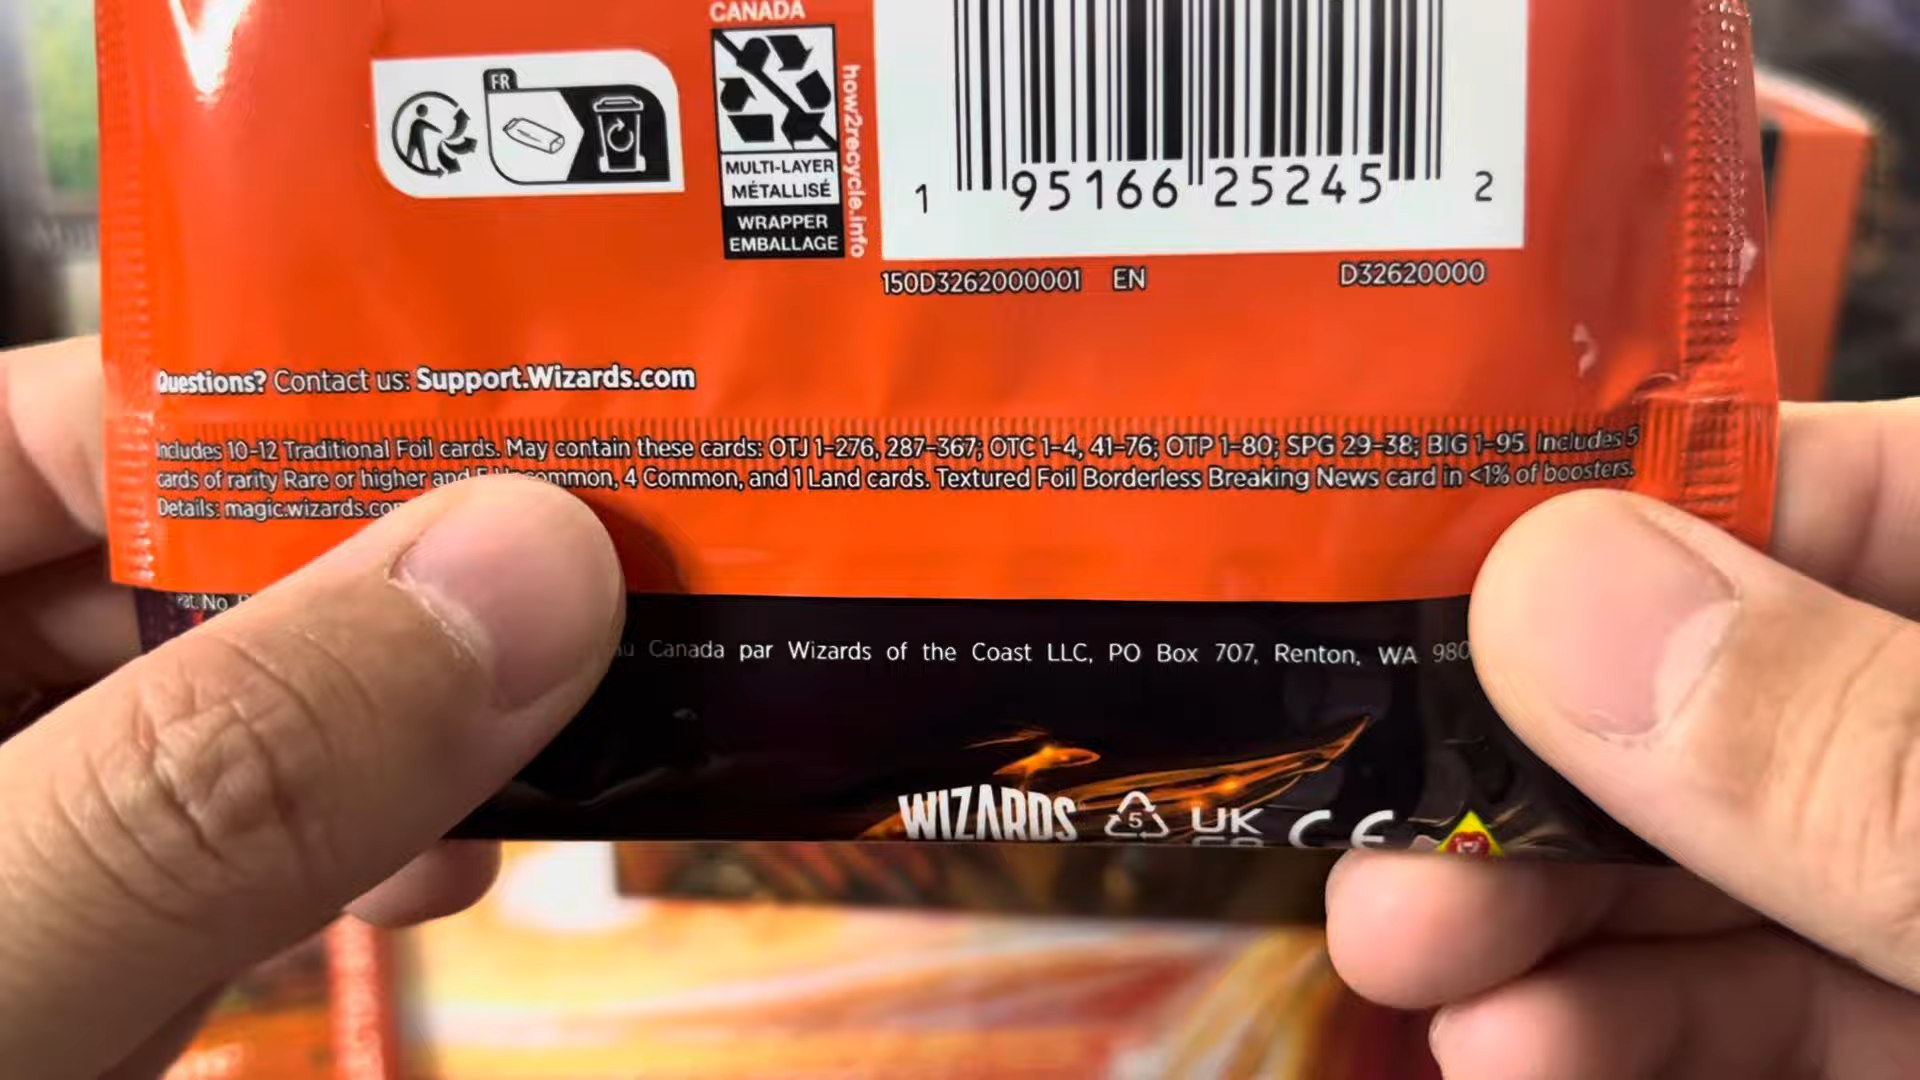 CANADA
FR
MULTI-LAYER
MÉTALLISÉ
WRAPPER
EMBALLAGE
how2recycle.info
1 95166 25245 2
150D3262000001 EN D32620000
Questions? Contact us: Support.Wizards.com
Includes 10-12 Traditional Foil cards. May contain these cards: OTJ 1-276, 287-367; OTC 1-4, 41-76; OTP 1-80; SPG 29-38; BIG 1-95. Includes 5
cards of rarity Rare or higher and 4 Common, and 1 Land cards. Textured Foil Borderless Breaking News card in <1% of boosters.
Details: magic.wizards.co
Pat. No.
Canada par Wizards of the Coast LLC, PO Box 707, Renton, WA 980
WIZARDS 5 UK CE